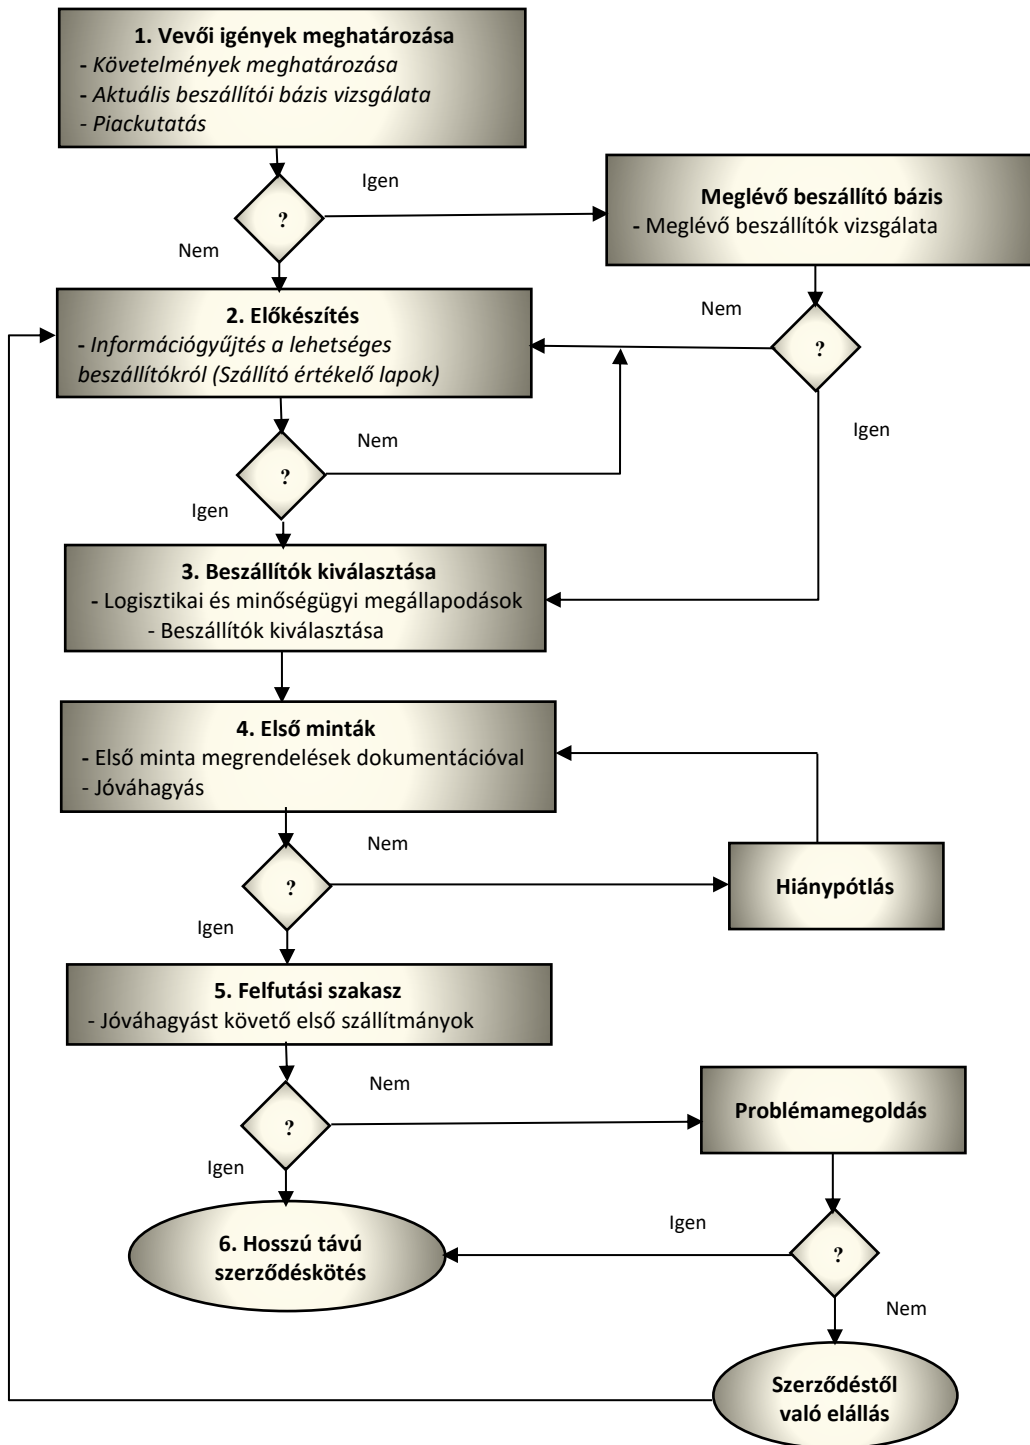 1. Vevői igények meghatározása
- Követelmények meghatározása
- Aktuális beszállítói bázis vizsgálata
- Piackutatás
Igen
?
Nem
Meglévő beszállító bázis
- Meglévő beszállítók vizsgálata
Nem
?
Igen
2. Előkészítés
- Információgyűjtés a lehetséges
beszállítókról (Szállító értékelő lapok)
Nem
?
Igen
3. Beszállítók kiválasztása
- Logisztikai és minőségügyi megállapodások
- Beszállítók kiválasztása
4. Első minták
- Első minta megrendelések dokumentációval
- Jóváhagyás
Nem
?
Igen
Hiánypótlás
5. Felfutási szakasz
- Jóváhagyást követő első szállítmányok
Nem
?
Igen
Problémamegoldás
Igen
?
Nem
6. Hosszú távú
szerződéskötés
Szerződéstől
való elállás